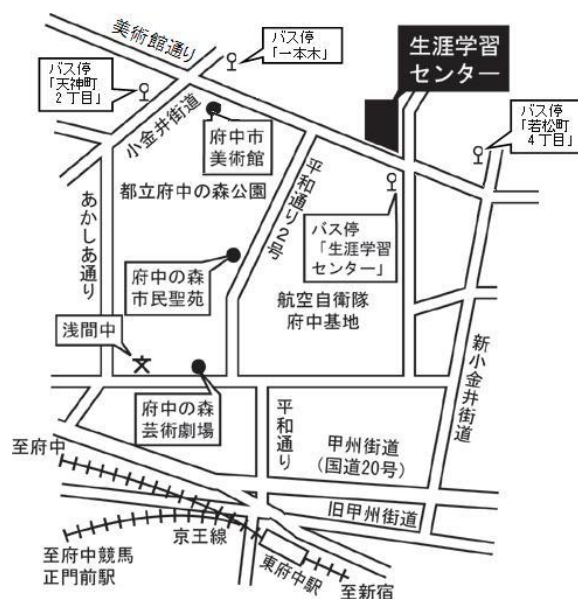 美術館通り
バス停
「一本木」
生涯学習
センター
バス停
「天神町
2丁目」
小金井街道
バス停
「若松町
4丁目」
府中市
美術館
平和通り2号
都立府中の森公園
あかしあ通り
バス停
「生涯学習
センター」
府中の森
市民聖苑
航空自衛隊
府中基地
浅間中
新小金井街道
府中の森
芸術劇場
平和通り
甲州街道
(国道20号)
至府中
旧甲州街道
京王線
至府中競馬
正門前駅
東府中駅
至新宿